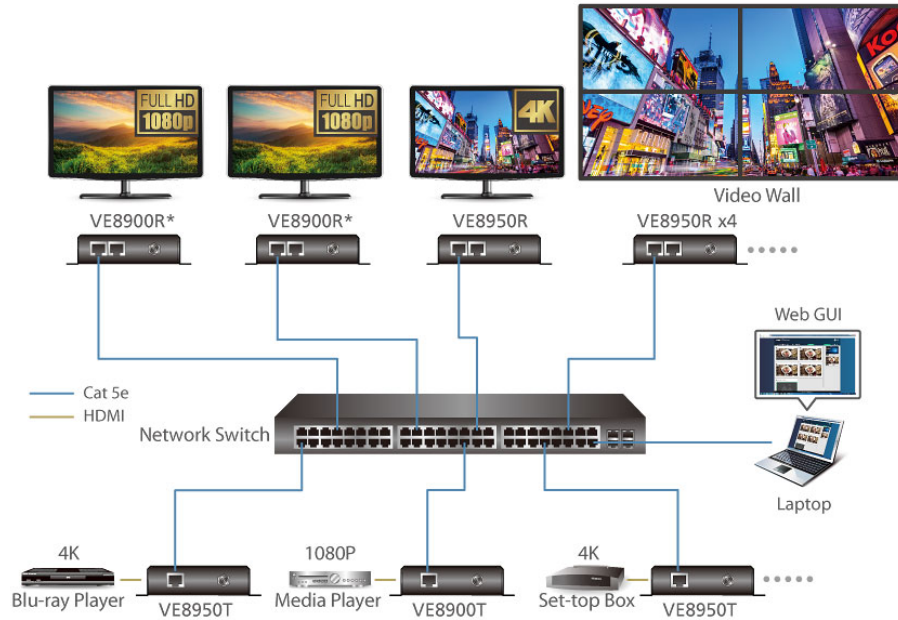 FULL HD
1080p
FULL HD
1080p
4K
Video Wall
VE8900R*
VE8900R*
VE8950R
VE8950R x4
Web GUI
Cat 5e
HDMI
Network Switch
Laptop
4K
1080P
4K
Blu-ray Player
VE8950T
Media Player
VE8900T
Set-top Box
VE8950T